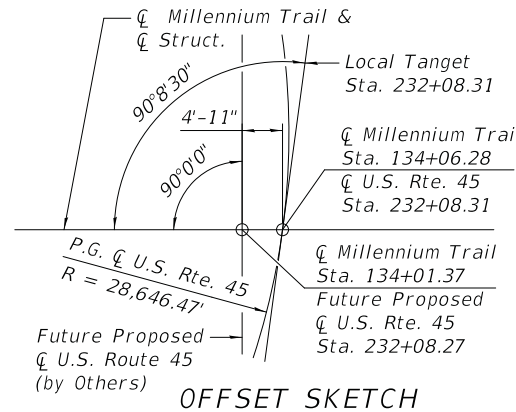 ℄ Millennium Trail &
℄ Struct.
Local Tanget
Sta. 232+08.31
90°8'30"
4'-11"
90°0'0"
℄ Millennium Trai
Sta. 134+06.28
℄ U.S. Rte. 45
Sta. 232+08.31
P.G. ℄ U.S. Rte. 45
R = 28,646.47'
℄ Millennium Trail
Sta. 134+01.37
Future Proposed
℄ U.S. Rte. 45
Sta. 232+08.27
Future Proposed
℄ U.S. Route 45
(by Others)
OFFSET SKETCH